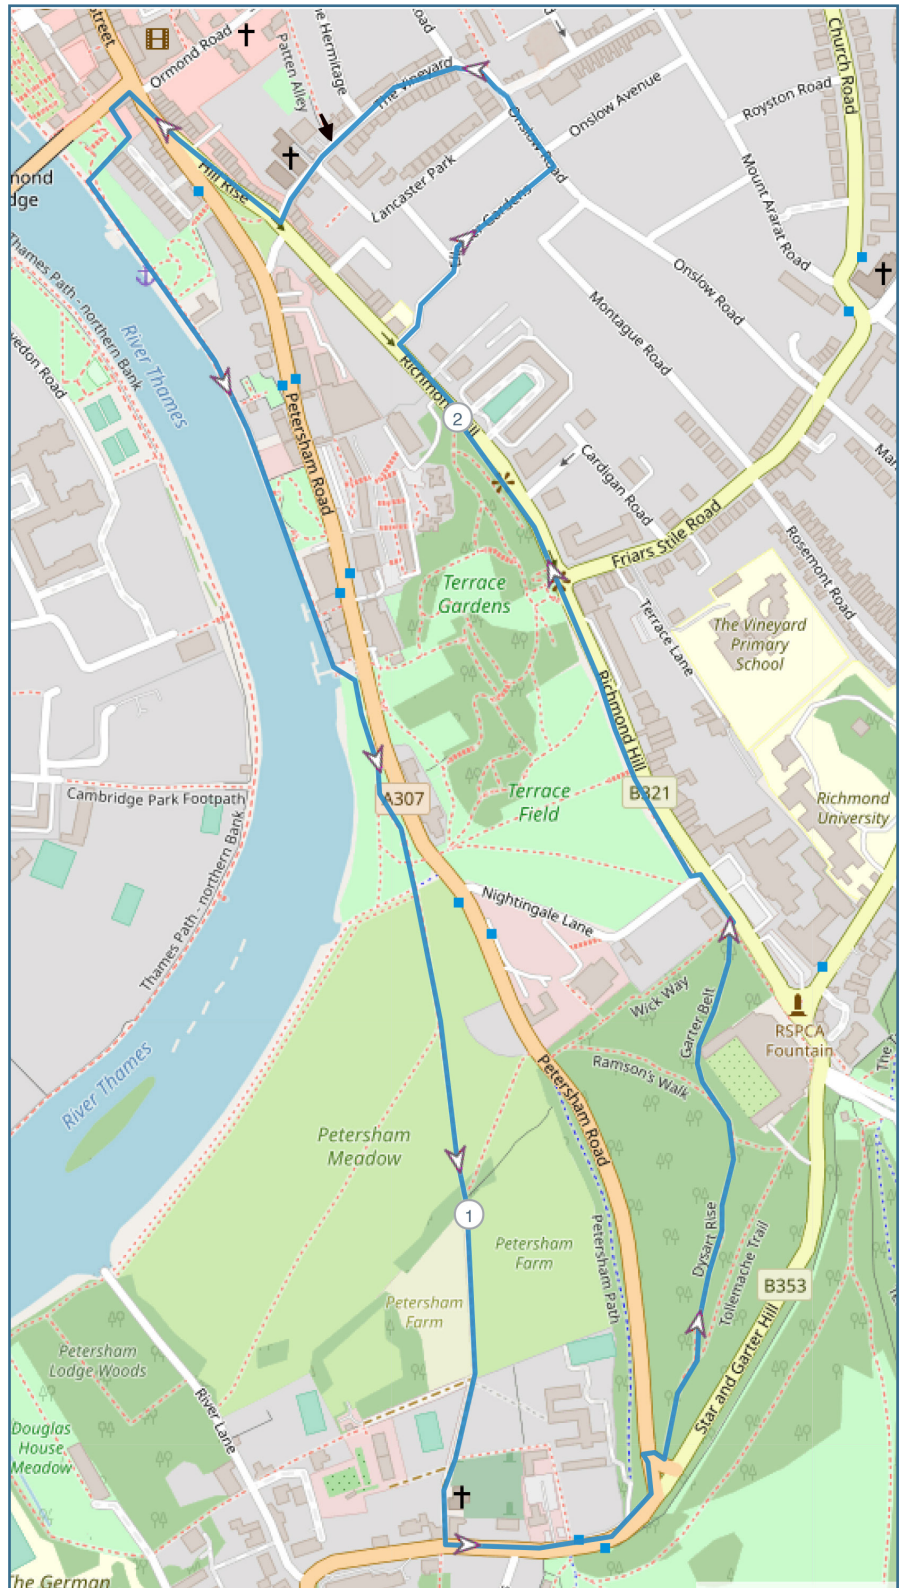 Street
Ormond Road
Patten Alley
The Hermitage
Road
The Vineyard
Church Road
Royston Road
Onslow Avenue
Onslow Road
Hill Rise
Lancaster Park
Gardens
Mount Ararat Road
mond
dge
Thames Path - northern Bank
River Thames
vedon Road
Onslow Road
Montague Road
Richmond Hill
Petersham Road
2
Cardigan Road
Friars Stile Road
Rosemont Road
Terrace
Gardens
Terrace Lane
The Vineyard
Primary
School
Richmond Hill
B321
A307
Terrace
Field
Cambridge Park Footpath
Richmond
University
Thames Path - northern Bank
Nightingale Lane
Wick Way
Garter Belt
RSPCA
Fountain
River Thames
Ramson's Walk
Petersham Road
Petersham
Meadow
1
Petersham
Farm
Petersham Path
Dysart Rise
Tollemache Trail
B353
Petersham
Farm
Star and Garter Hill
Petersham
Lodge Woods
River Lane
Douglas
House
Meadow
The German